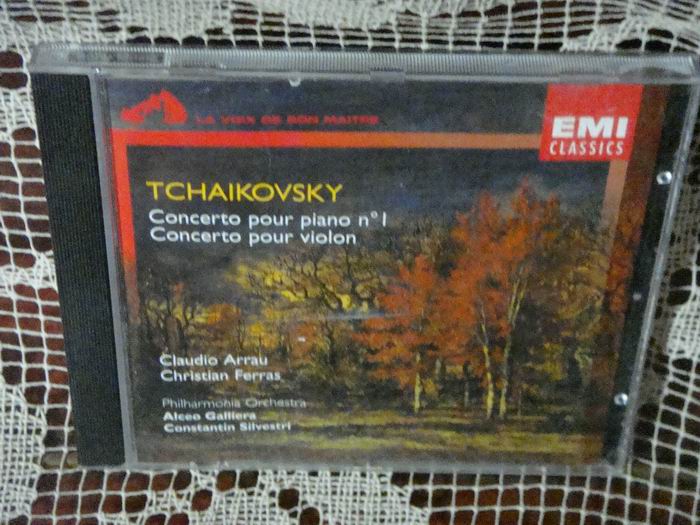 LA VOIX DE SON MAITRE
EMI
CLASSICS
TCHAIKOVSKY
Concerto pour piano n°1
Concerto pour violon
Claudio Arrau
Christian Ferras
Philharmonia Orchestra
Alceo Galliera
Constantin Silvestri